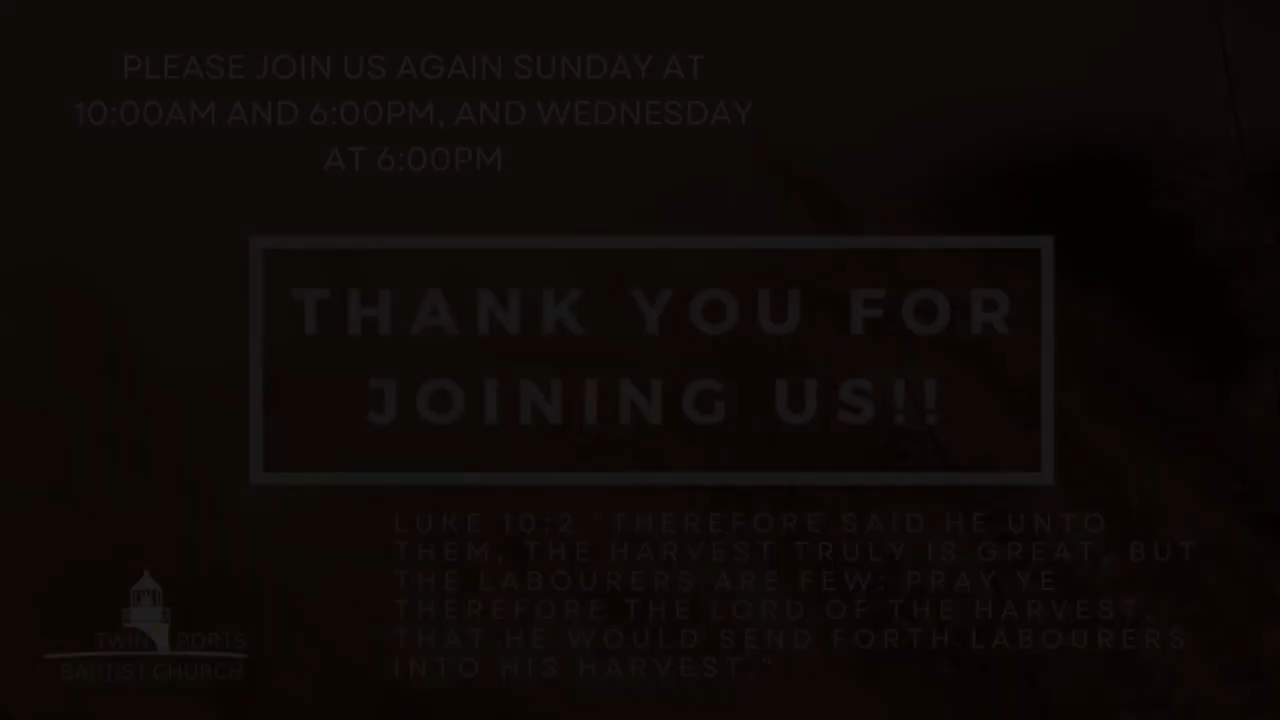 PLEASE JOIN US AGAIN SUNDAY AT
10:00AM AND 6:00PM, AND WEDNESDAY
AT 6:00PM
THANK YOU FOR
JOINING US!!
LUKE 10:2 "THEREFORE SAID HE UNTO
THEM, THE HARVEST TRULY IS GREAT, BUT
THE LABOURERS ARE FEW: PRAY YE
THEREFORE THE LORD OF THE HARVEST,
THAT HE WOULD SEND FORTH LABOURERS
INTO HIS HARVEST."
TWIN PORTS
BAPTIST CHURCH